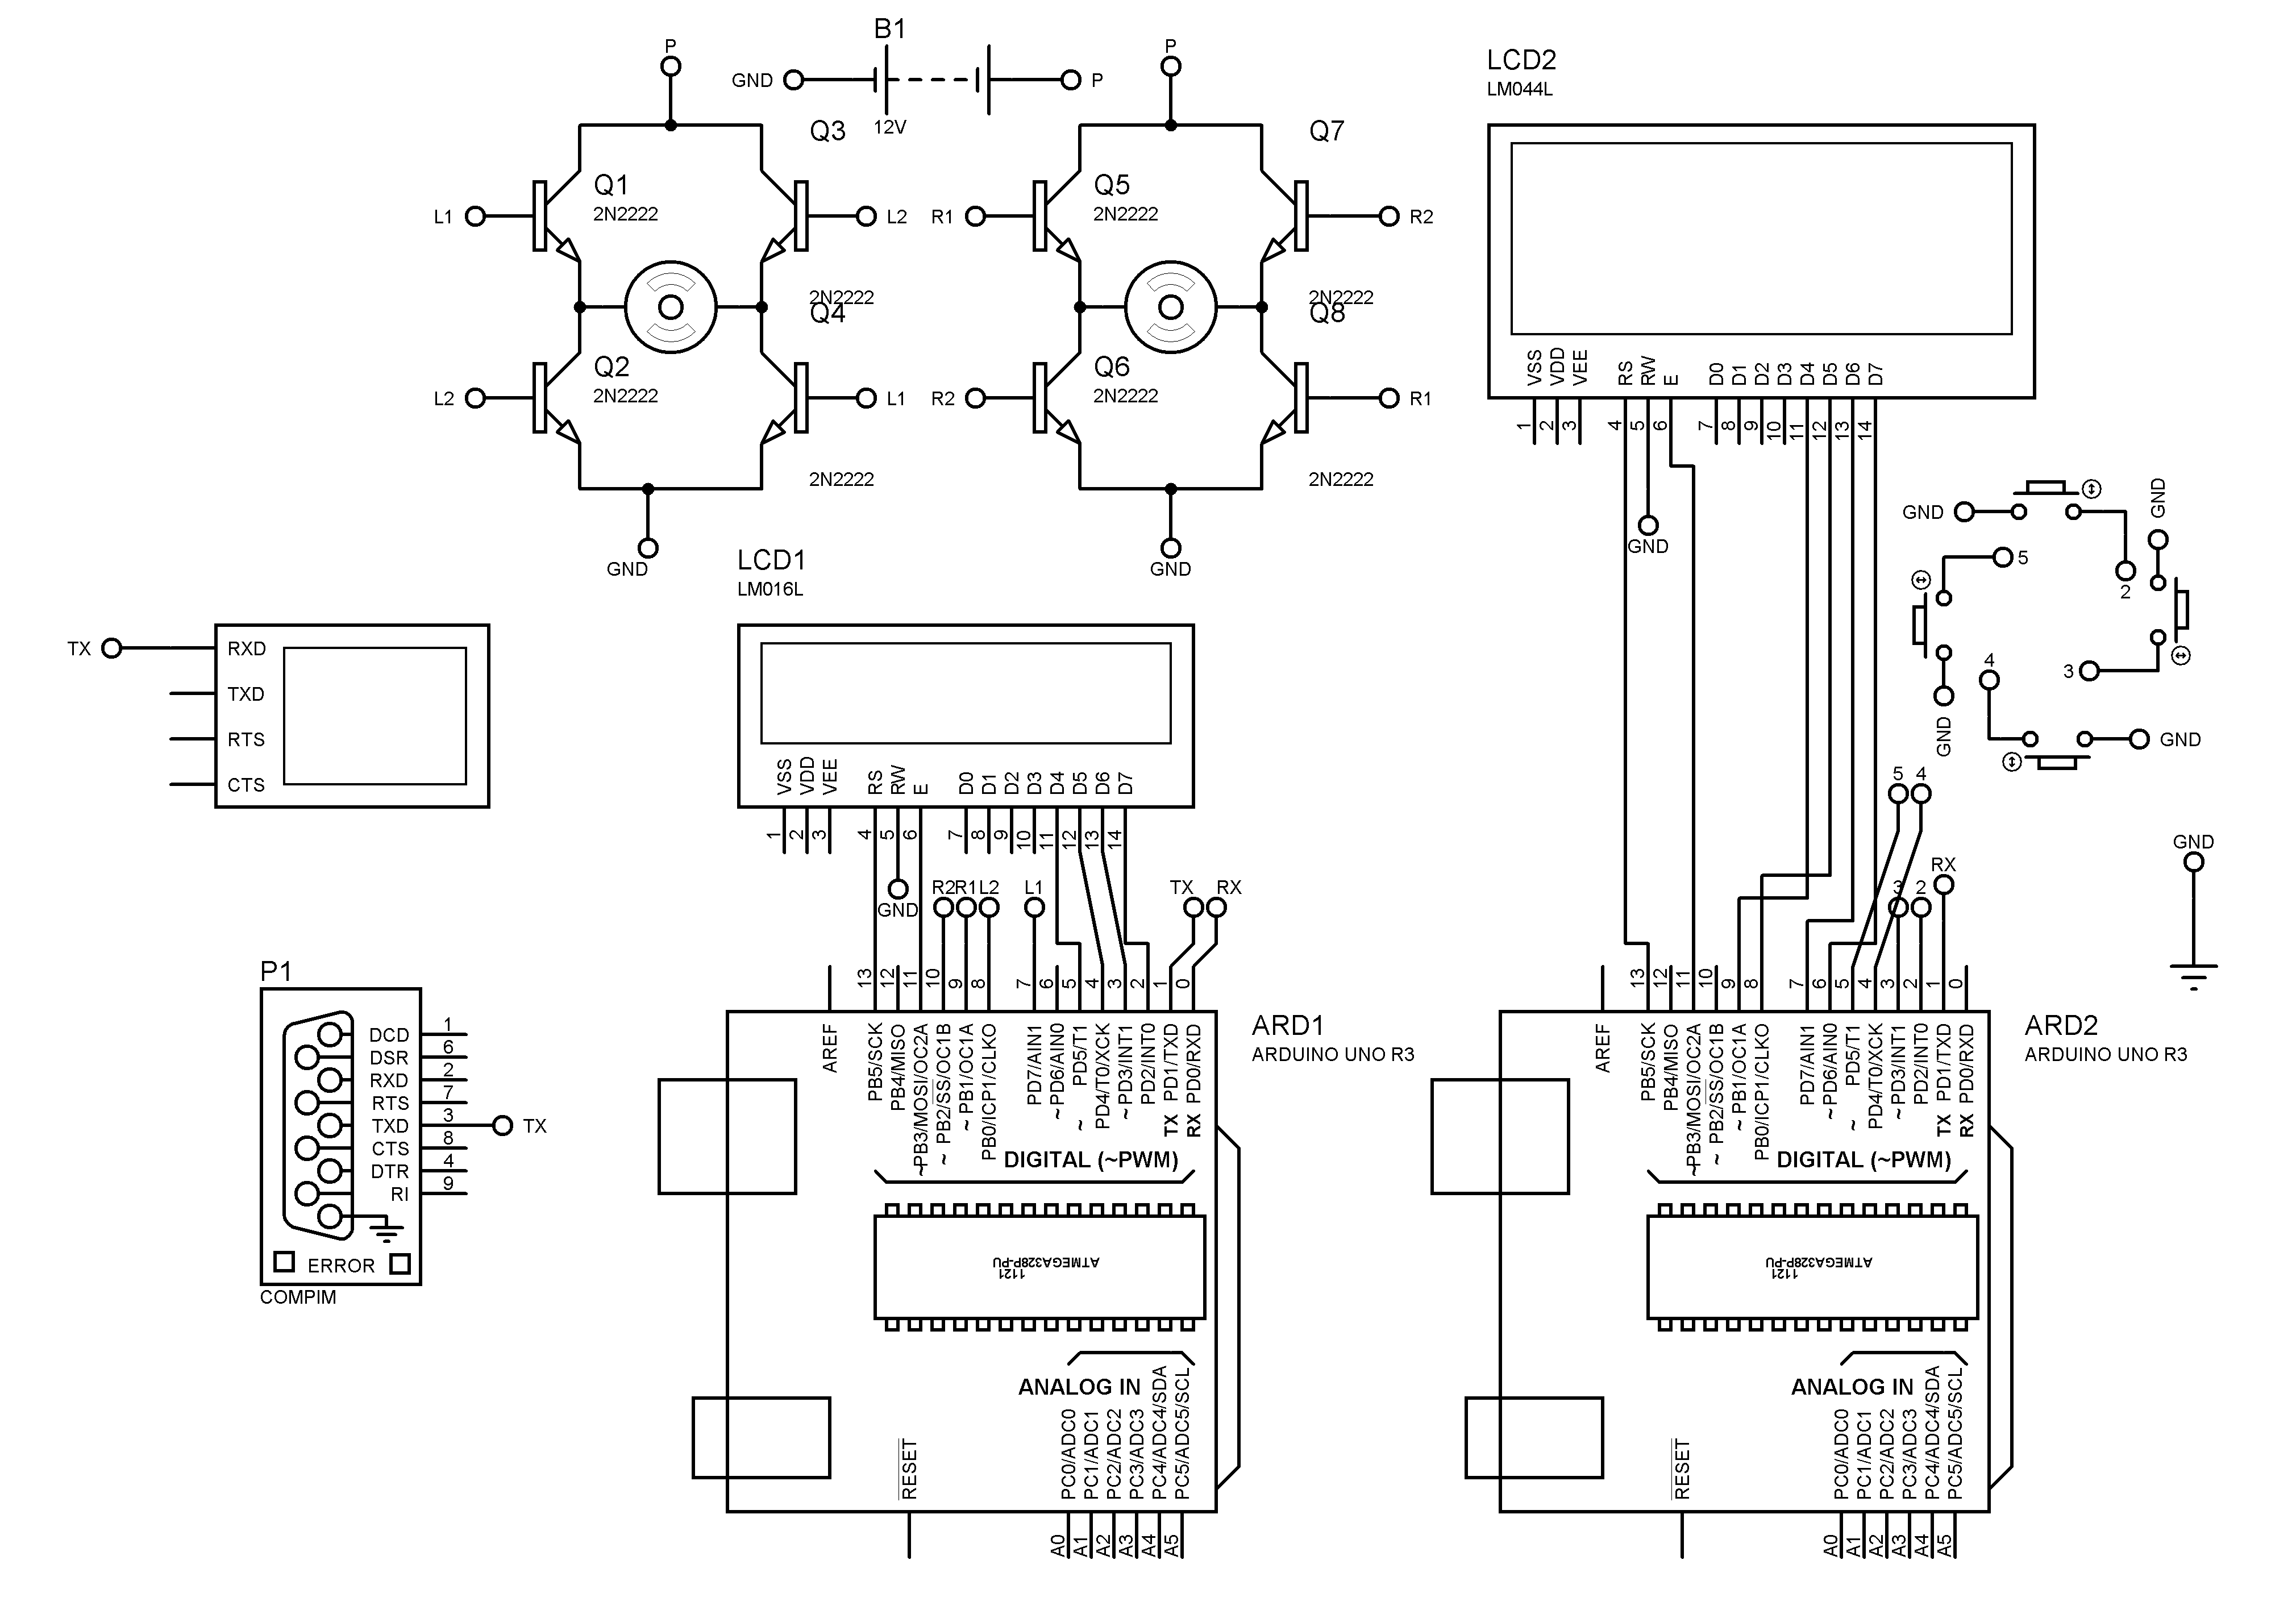 B1
P
GND
P
P
12V
Q3
Q7
Q1
2N2222
Q5
2N2222
L1
L2
R1
R2
2N2222
Q4
2N2222
Q8
Q2
2N2222
Q6
2N2222
L2
L1
R2
R1
2N2222
2N2222
GND
GND
LCD2
LM044L
VSS
VDD
VEE
RS
RW
E
D0
D1
D2
D3
D4
D5
D6
D7
1
2
3
4
5
6
7
8
9
10
11
12
13
14
GND
GND
GND
5
2
3
4
GND
GND
LCD1
LM016L
VSS
VDD
VEE
RS
RW
E
D0
D1
D2
D3
D4
D5
D6
D7
1
2
3
4
5
6
7
8
9
10
11
12
13
14
TX
RXD
TXD
RTS
CTS
GND
R2
R1
L2
L1
TX
RX
5
4
RX
3
2
GND
P1
DCD
DSR
RXD
RTS
TXD
CTS
DTR
RI
1
6
2
7
3
8
4
9
TX
ERROR
COMPIM
ARD1
ARDUINO UNO R3
13
12
11
10
9
8
7
6
5
4
3
2
1
0
AREF
PB5/SCK
PB4/MISO
~PB3/MOSI/OC2A
~ PB2/SS/OC1B
~ PB1/OC1A
PB0/ICP1/CLKO
PD7/AIN1
~ PD6/AIN0
~ PD5/T1
PD4/T0/XCK
~ PD3/INT1
PD2/INT0
TX PD1/TXD
RX PD0/RXD
DIGITAL (~PWM)
ATMEGA328P-PU
1121
ANALOG IN
RESET
PC0/ADC0
PC1/ADC1
PC2/ADC2
PC3/ADC3
PC4/ADC4/SDA
PC5/ADC5/SCL
A0
A1
A2
A3
A4
A5
ARD2
ARDUINO UNO R3
13
12
11
10
9
8
7
6
5
4
3
2
1
0
AREF
PB5/SCK
PB4/MISO
~PB3/MOSI/OC2A
~ PB2/SS/OC1B
~ PB1/OC1A
PB0/ICP1/CLKO
PD7/AIN1
~ PD6/AIN0
~ PD5/T1
PD4/T0/XCK
~ PD3/INT1
PD2/INT0
TX PD1/TXD
RX PD0/RXD
DIGITAL (~PWM)
ATMEGA328P-PU
1121
ANALOG IN
RESET
PC0/ADC0
PC1/ADC1
PC2/ADC2
PC3/ADC3
PC4/ADC4/SDA
PC5/ADC5/SCL
A0
A1
A2
A3
A4
A5